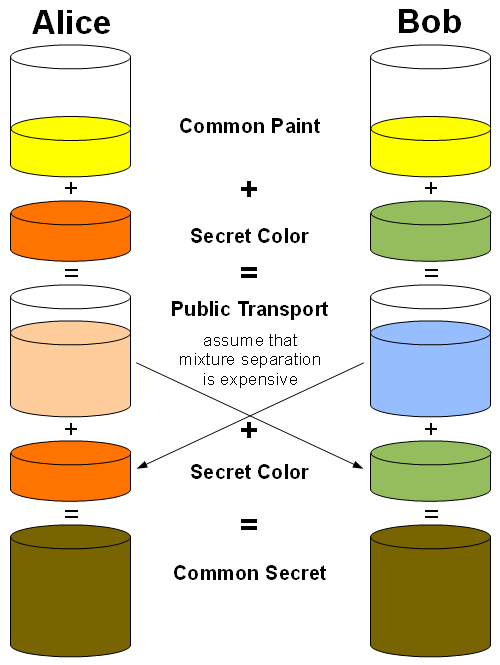 Alice
Bob
Common Paint
+
+
+
Secret Color
=
=
=
Public Transport
assume that
mixture separation
is expensive
+
+
+
Secret Color
=
=
=
Common Secret